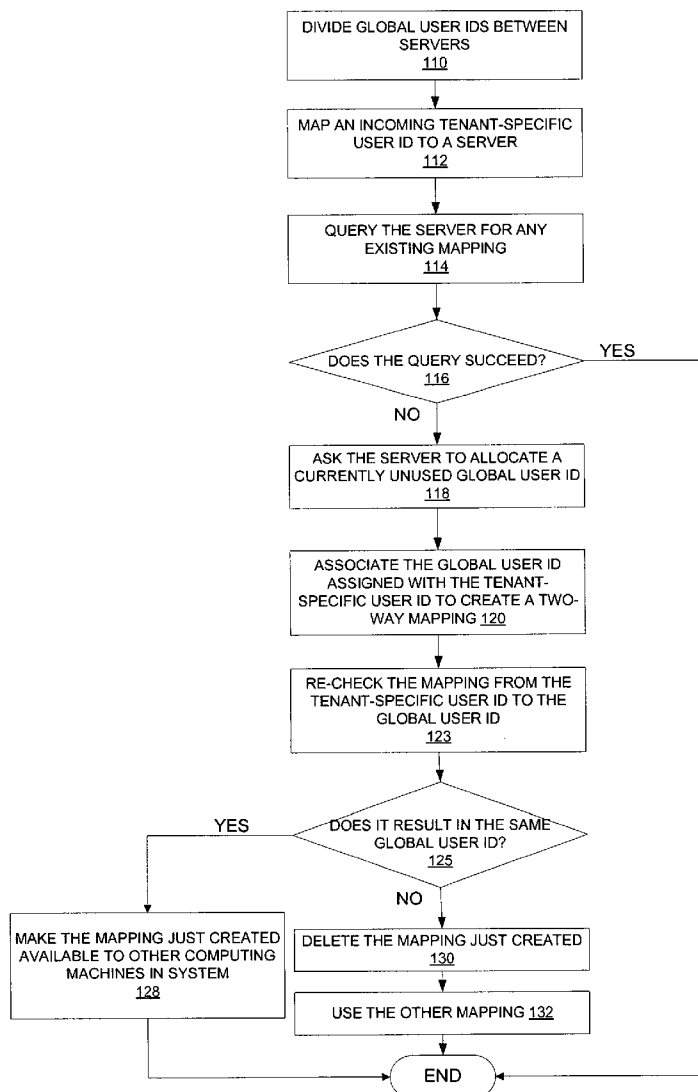 DIVIDE GLOBAL USER IDS BETWEEN
SERVERS
110
MAP AN INCOMING TENANT-SPECIFIC
USER ID TO A SERVER
112
QUERY THE SERVER FOR ANY
EXISTING MAPPING
114
DOES THE QUERY SUCCEED?
116
YES
NO
ASK THE SERVER TO ALLOCATE A
CURRENTLY UNUSED GLOBAL USER ID
118
ASSOCIATE THE GLOBAL USER ID
ASSIGNED WITH THE TENANT-
SPECIFIC USER ID TO CREATE A TWO-
WAY MAPPING 120
RE-CHECK THE MAPPING FROM THE
TENANT-SPECIFIC USER ID TO THE
GLOBAL USER ID
123
YES
DOES IT RESULT IN THE SAME
GLOBAL USER ID?
125
NO
MAKE THE MAPPING JUST CREATED
AVAILABLE TO OTHER COMPUTING
MACHINES IN SYSTEM
128
DELETE THE MAPPING JUST CREATED
130
USE THE OTHER MAPPING 132
END